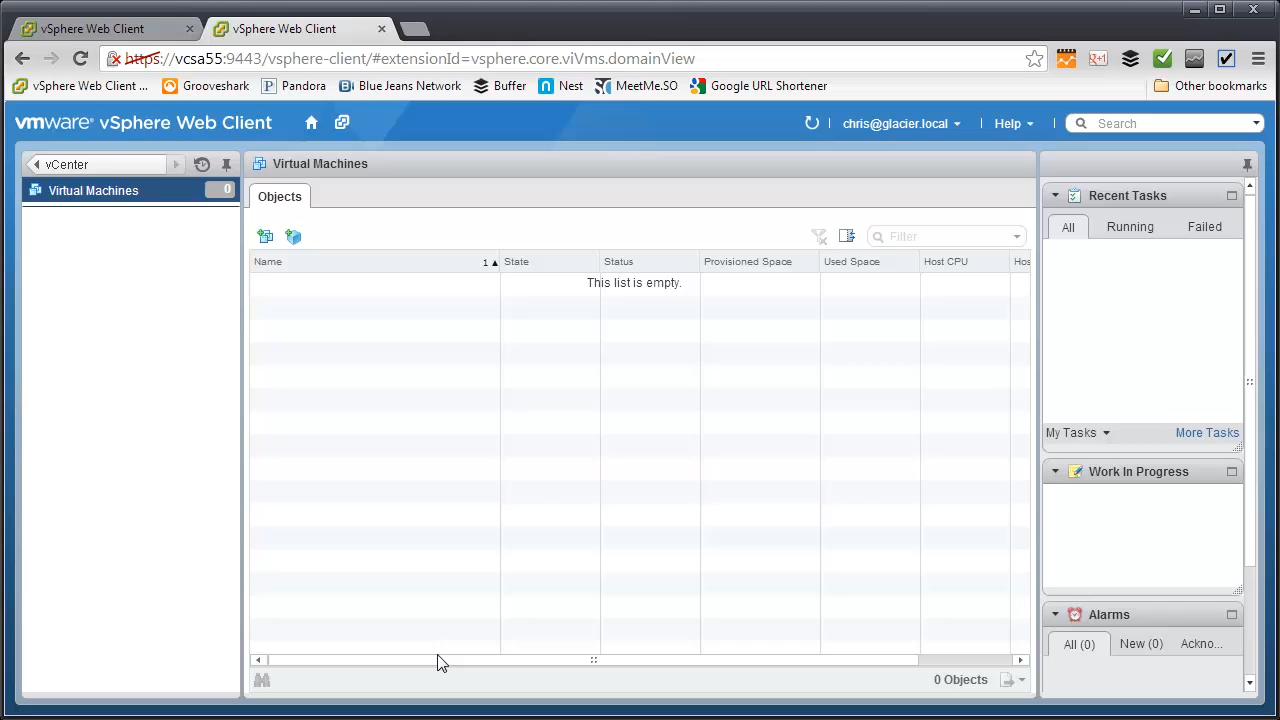 vSphere Web Client
vSphere Web Client
https://vcsa55:9443/vsphere-client/#extensionId=vsphere.core.viVms.domainView
vSphere Web Client ... Grooveshark Pandora Blue Jeans Network Buffer Nest MeetMe.SO Google URL Shortener Other bookmarks
vmware® vSphere Web Client chris@glacier.local Help Search
vCenter
Virtual Machines 0
Virtual Machines
Objects
Filter
Name 1 State Status Provisioned Space Used Space Host CPU Hos
This list is empty.
0 Objects
Recent Tasks
All Running Failed
My Tasks More Tasks
Work In Progress
Alarms
All (0) New (0) Ackno...